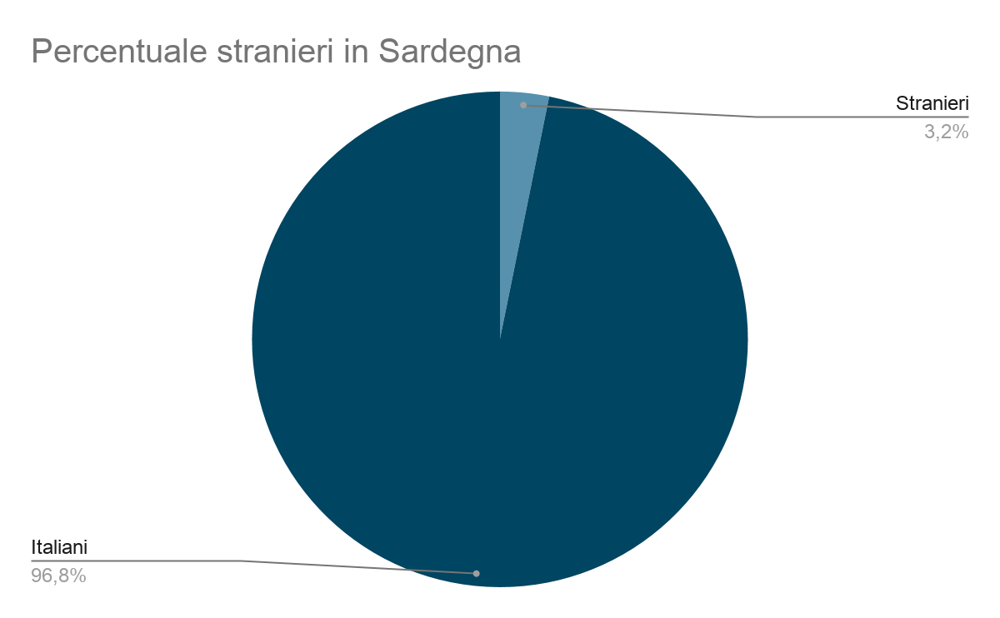 Percentuale stranieri in Sardegna
Stranieri
3,2%
Italiani
96,8%